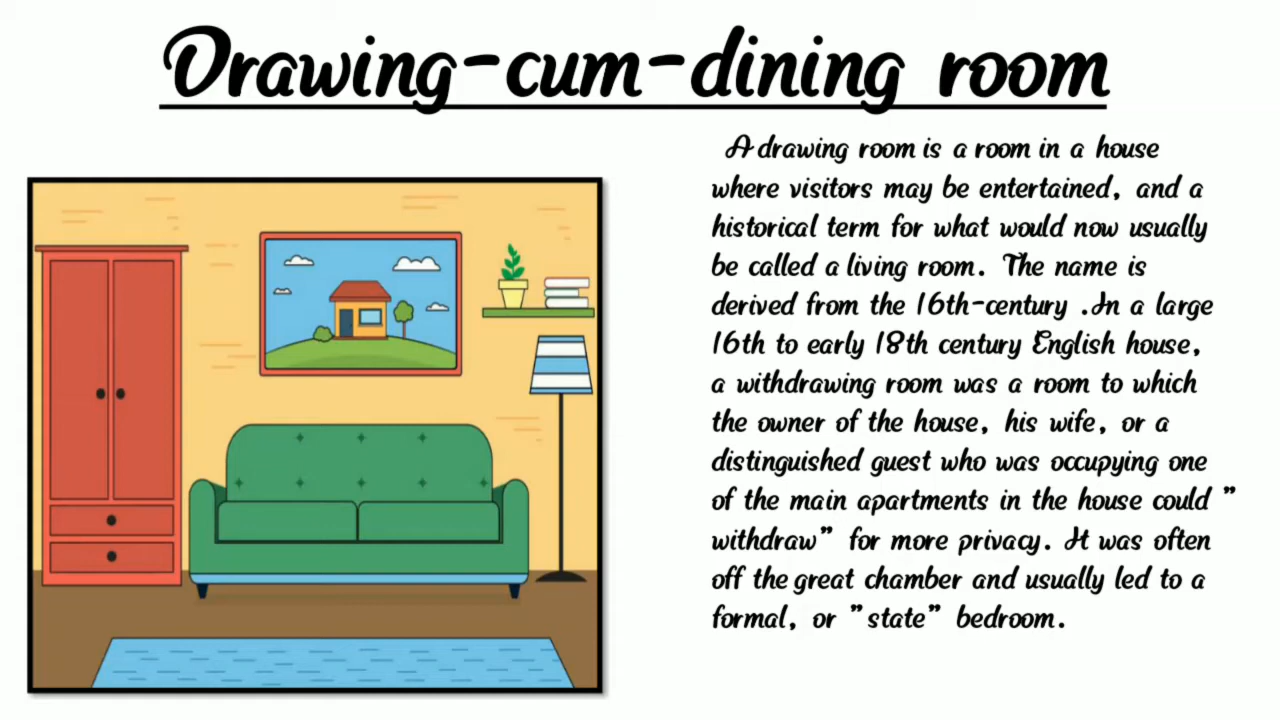 Drawing-cum-dining room
A drawing room is a room in a house
where visitors may be entertained, and a
historical term for what would now usually
be called a living room. The name is
derived from the 16th-century .In a large
16th to early 18th century English house,
a withdrawing room was a room to which
the owner of the house, his wife, or a
distinguished guest who was occupying one
of the main apartments in the house could "
withdraw" for more privacy. It was often
off the great chamber and usually led to a
formal, or "state" bedroom.